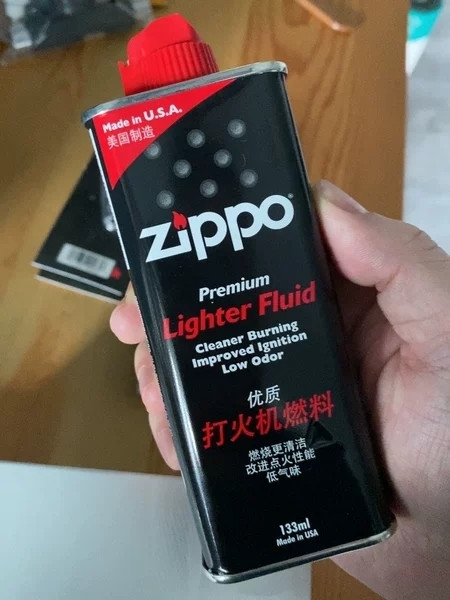 Made in U.S.A.
美国制造
zippo
Premium
Lighter Fluid
Cleaner Burning
Improved Ignition
Low Odor
优质
打火机燃料
燃烧更清洁
改进点火性能
低气味
133ml
Made in USA